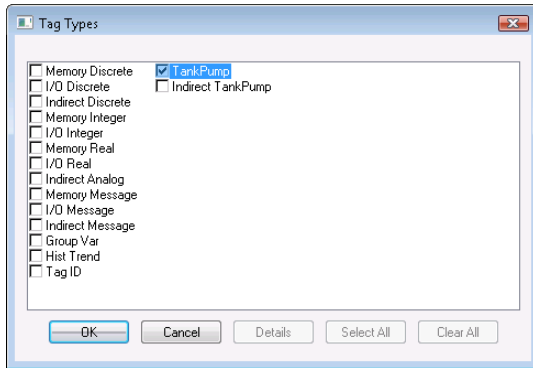 Tag Types
Memory Discrete
I/O Discrete
Indirect Discrete
Memory Integer
I/O Integer
Memory Real
I/O Real
Indirect Analog
Memory Message
I/O Message
Indirect Message
Group Var
Hist Trend
Tag ID
TankPump
Indirect TankPump
OK
Cancel
Details
Select All
Clear All